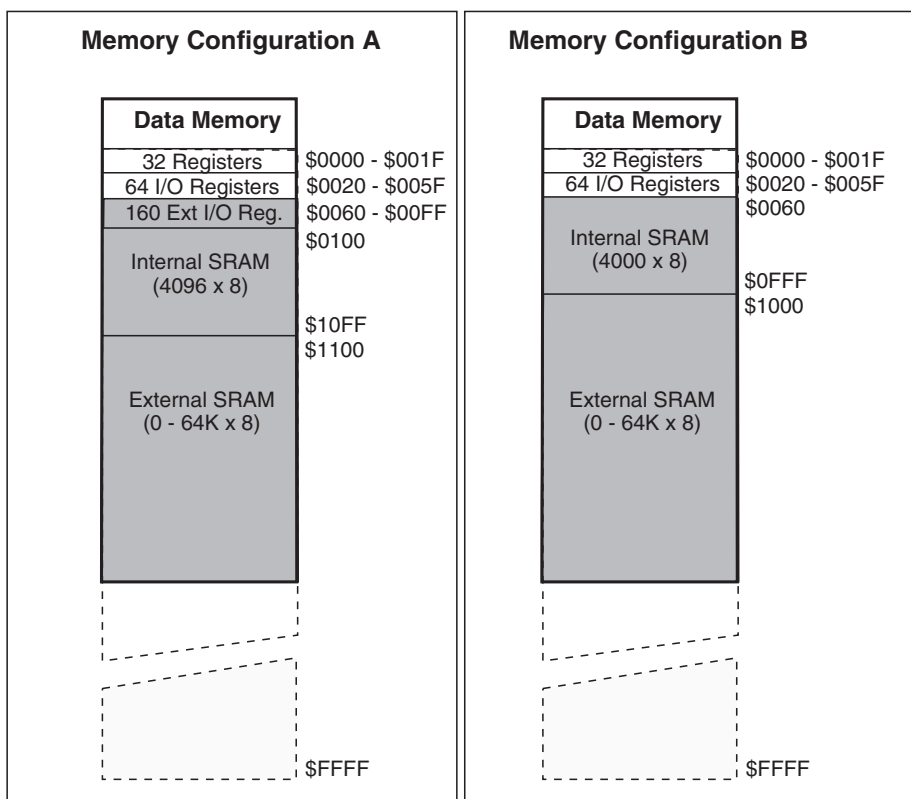 Memory Configuration A
Data Memory
32 Registers
$0000 - $001F
64 I/O Registers
$0020 - $005F
160 Ext I/O Reg.
$0060 - $00FF
$0100
Internal SRAM
(4096 x 8)
$10FF
$1100
External SRAM
(0 - 64K x 8)
$FFFF
Memory Configuration B
Data Memory
32 Registers
$0000 - $001F
64 I/O Registers
$0020 - $005F
$0060
Internal SRAM
(4000 x 8)
$0FFF
$1000
External SRAM
(0 - 64K x 8)
$FFFF